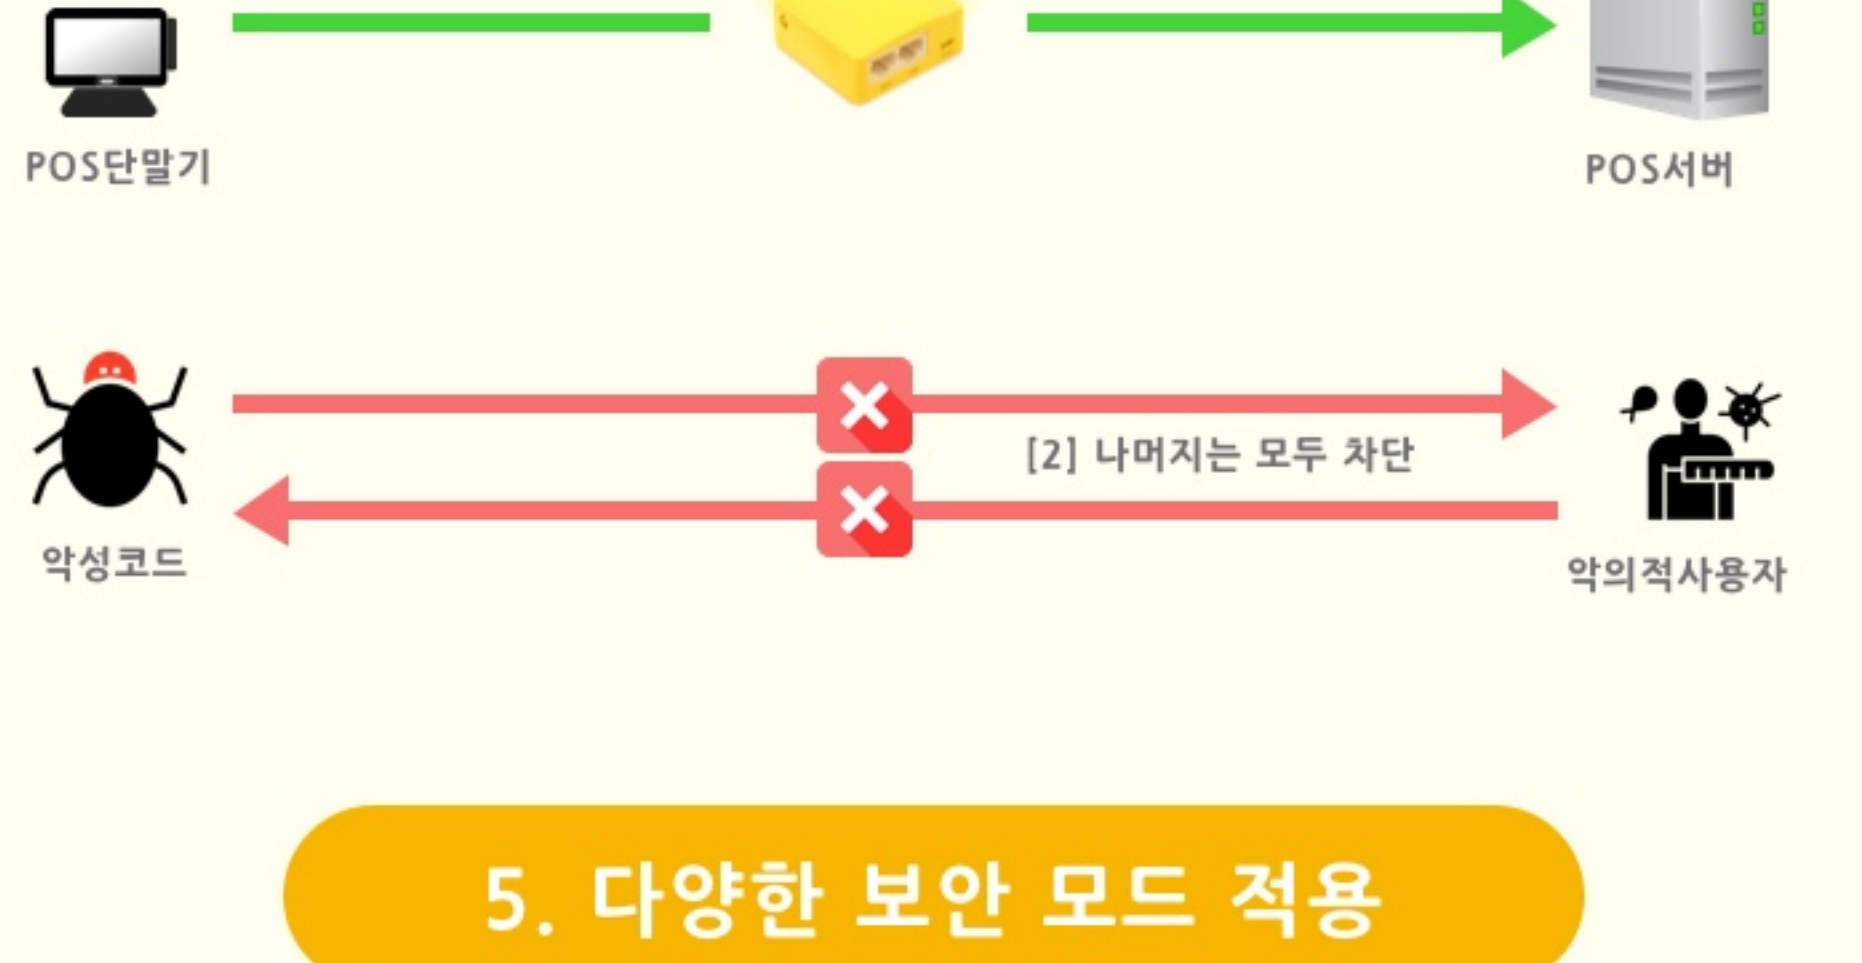 POS단말기
POS서버
[2] 나머지는 모두 차단
악성코드
악의적사용자
5. 다양한 보안 모드 적용